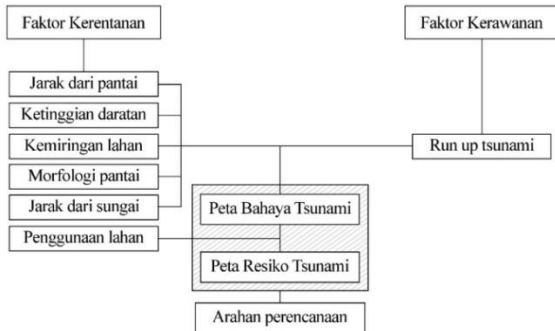 Faktor Kerentanan
Faktor Kerawanan
Jarak dari pantai
Ketinggian daratan
Kemiringan lahan
Run up tsunami
Morfologi pantai
Jarak dari sungai
Peta Bahaya Tsunami
Penggunaan lahan
Peta Resiko Tsunami
Arahan perencanaan